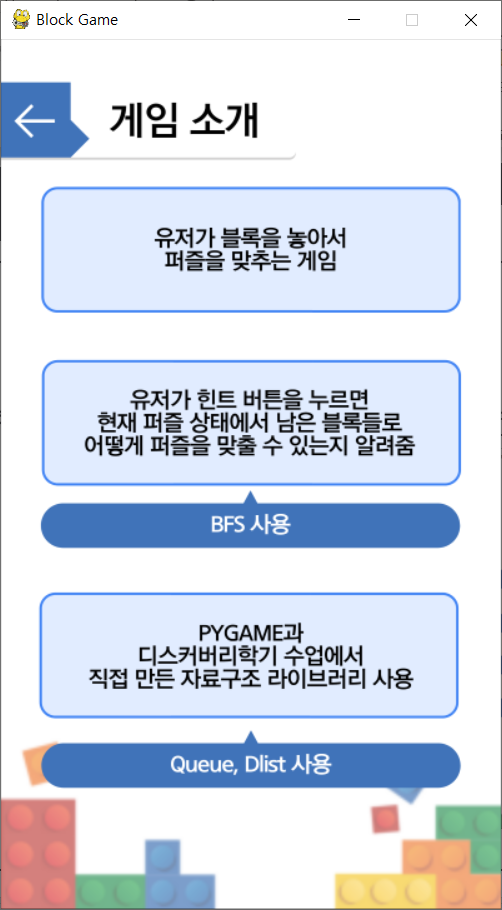 Block Game
게임 소개
유저가 블록을 놓아서
퍼즐을 맞추는 게임
유저가 힌트 버튼을 누르면
현재 퍼즐 상태에서 남은 블록들로
어떻게 퍼즐을 맞출 수 있는지 알려줌
BFS 사용
PYGAME과
디스커버리학기 수업에서
직접 만든 자료구조 라이브러리 사용
Queue, Dlist 사용